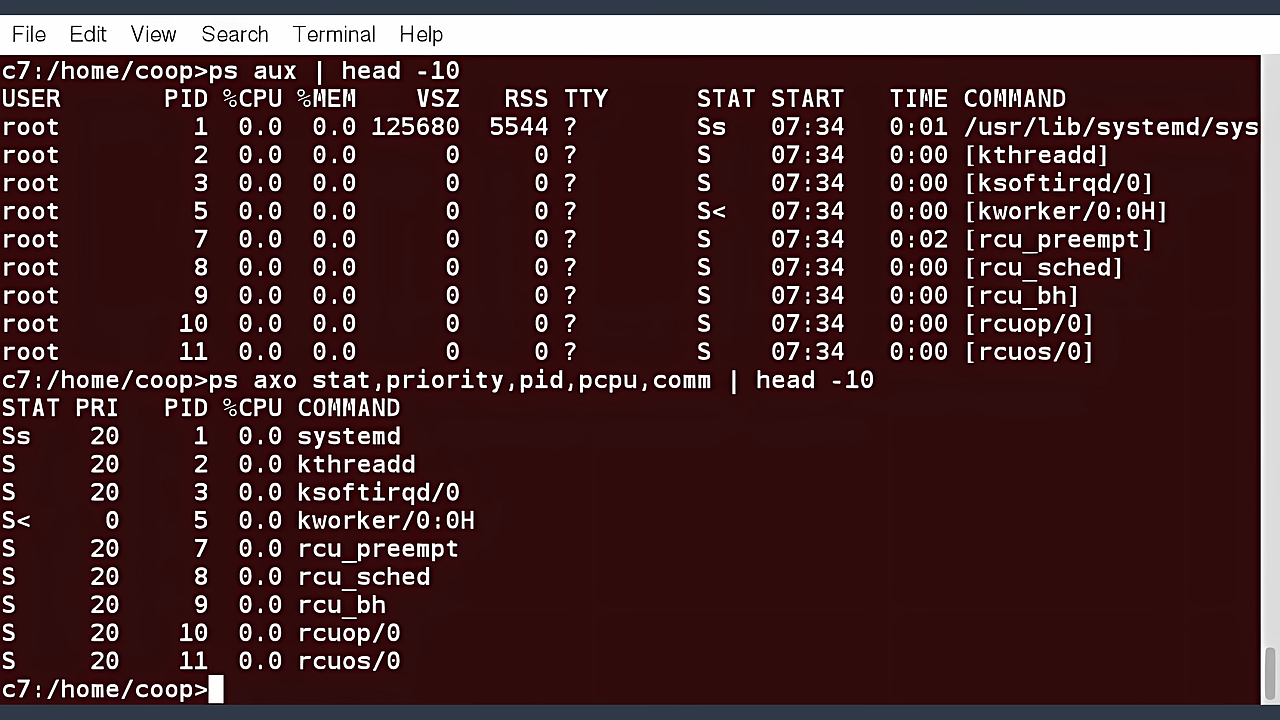 File Edit View Search Terminal Help
c7:/home/coop>ps aux | head -10
USER       PID %CPU %MEM    VSZ   RSS TTY      STAT START   TIME COMMAND
root         1  0.0  0.0 125680  5544 ?        Ss   07:34   0:01 /usr/lib/systemd/sys
root         2  0.0  0.0      0     0 ?        S    07:34   0:00 [kthreadd]
root         3  0.0  0.0      0     0 ?        S    07:34   0:00 [ksoftirqd/0]
root         5  0.0  0.0      0     0 ?        S<   07:34   0:00 [kworker/0:0H]
root         7  0.0  0.0      0     0 ?        S    07:34   0:02 [rcu_preempt]
root         8  0.0  0.0      0     0 ?        S    07:34   0:00 [rcu_sched]
root         9  0.0  0.0      0     0 ?        S    07:34   0:00 [rcu_bh]
root        10  0.0  0.0      0     0 ?        S    07:34   0:00 [rcuop/0]
root        11  0.0  0.0      0     0 ?        S    07:34   0:00 [rcuos/0]
c7:/home/coop>ps axo stat,priority,pid,pcpu,comm | head -10
STAT PRI   PID %CPU COMMAND
Ss    20     1  0.0 systemd
S     20     2  0.0 kthreadd
S     20     3  0.0 ksoftirqd/0
S<     0     5  0.0 kworker/0:0H
S     20     7  0.0 rcu_preempt
S     20     8  0.0 rcu_sched
S     20     9  0.0 rcu_bh
S     20    10  0.0 rcuop/0
S     20    11  0.0 rcuos/0
c7:/home/coop>